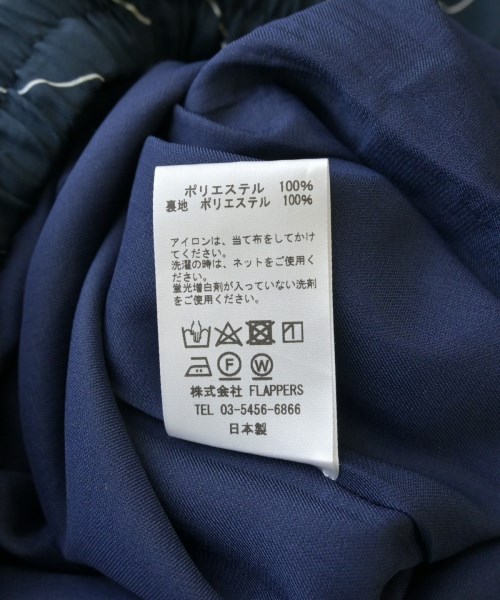 ポリエステル 100%
裏地 ポリエステル 100%
アイロンは、当て布をしてかけ
てください。
洗濯の時は、ネットをご使用く
ださい。
蛍光増白剤が入っていない洗剤
をご使用ください。
F W
株式会社 FLAPPERS
TEL 03-5456-6866
日本製